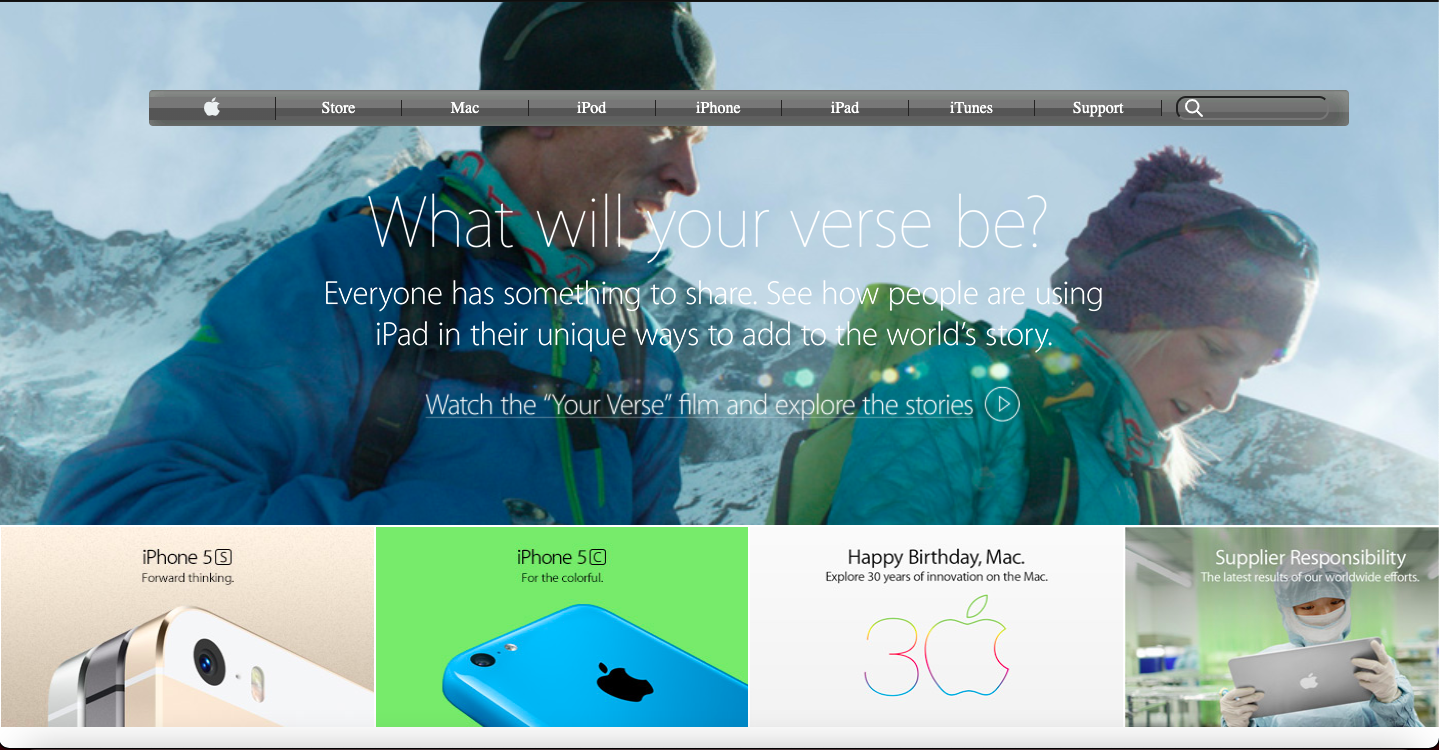 Store Mac iPod iPhone iPad iTunes Support
What will your verse be?
Everyone has something to share. See how people are using
iPad in their unique ways to add to the world's story.
Watch the “Your Verse” film and explore the stories
iPhone 5S
Forward thinking.
iPhone 5C
For the colorful.
Happy Birthday, Mac.
Explore 30 years of innovation on the Mac.
30
Supplier Responsibility
The latest results of our worldwide efforts.